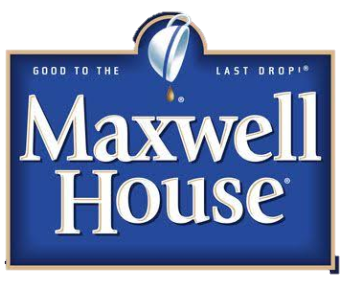 GOOD TO THE LAST DROP!®
Maxwell
House®